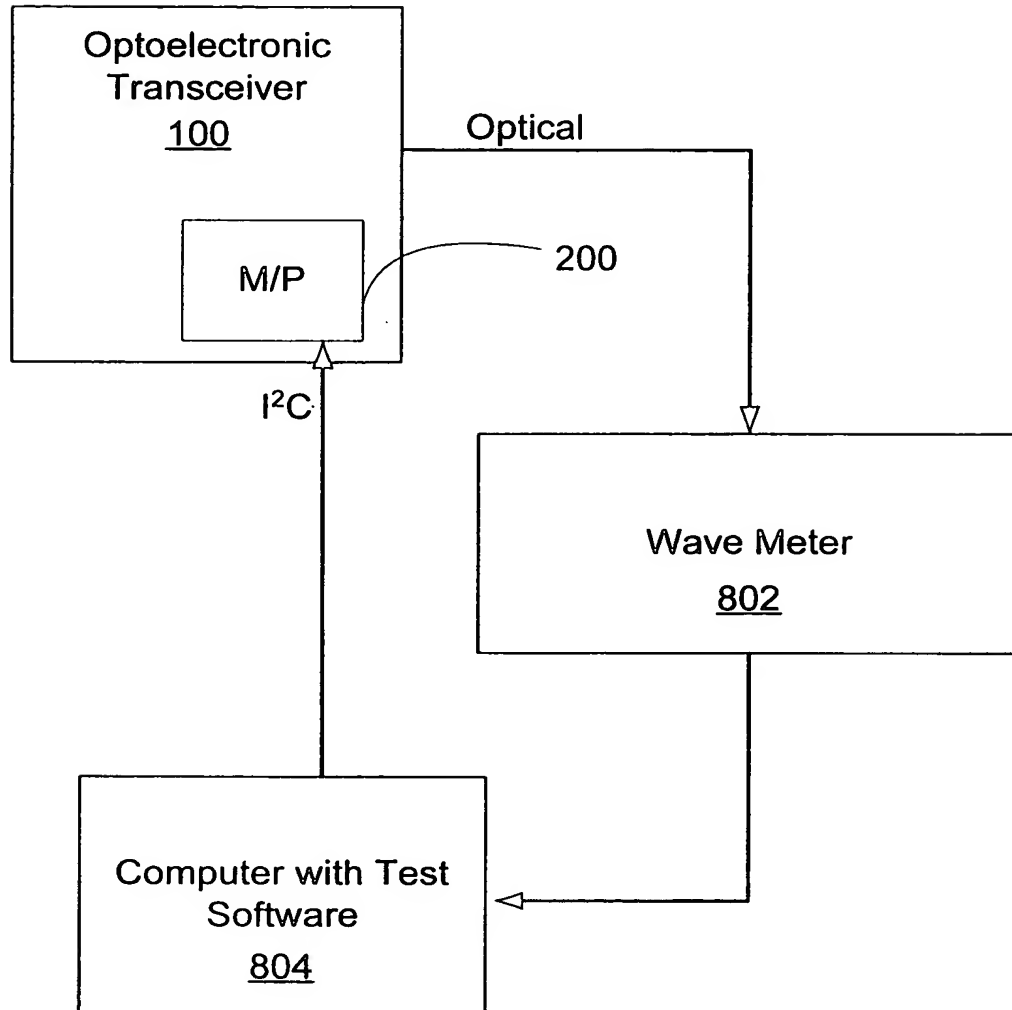 Optoelectronic
Transceiver
100
Optical
M/P
200
I²C
Wave Meter
802
Computer with Test
Software
804